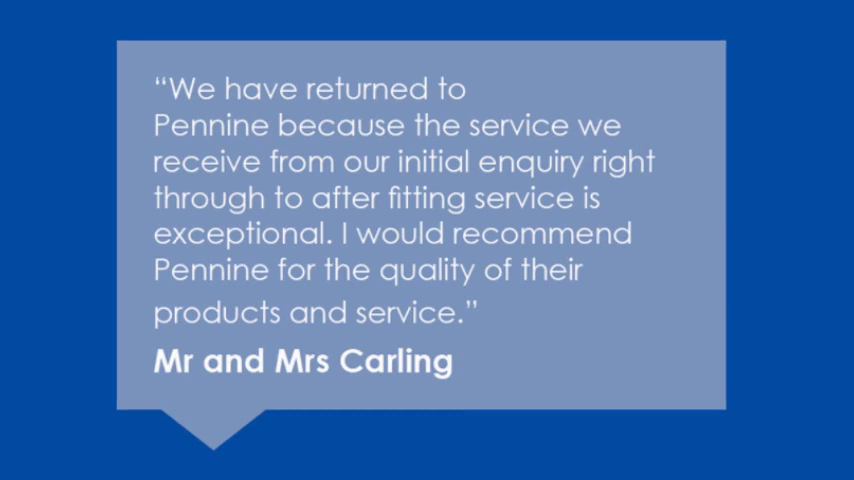 “We have returned to
Pennine because the service we
receive from our initial enquiry right
through to after fitting service is
exceptional. I would recommend
Pennine for the quality of their
products and service.”
Mr and Mrs Carling